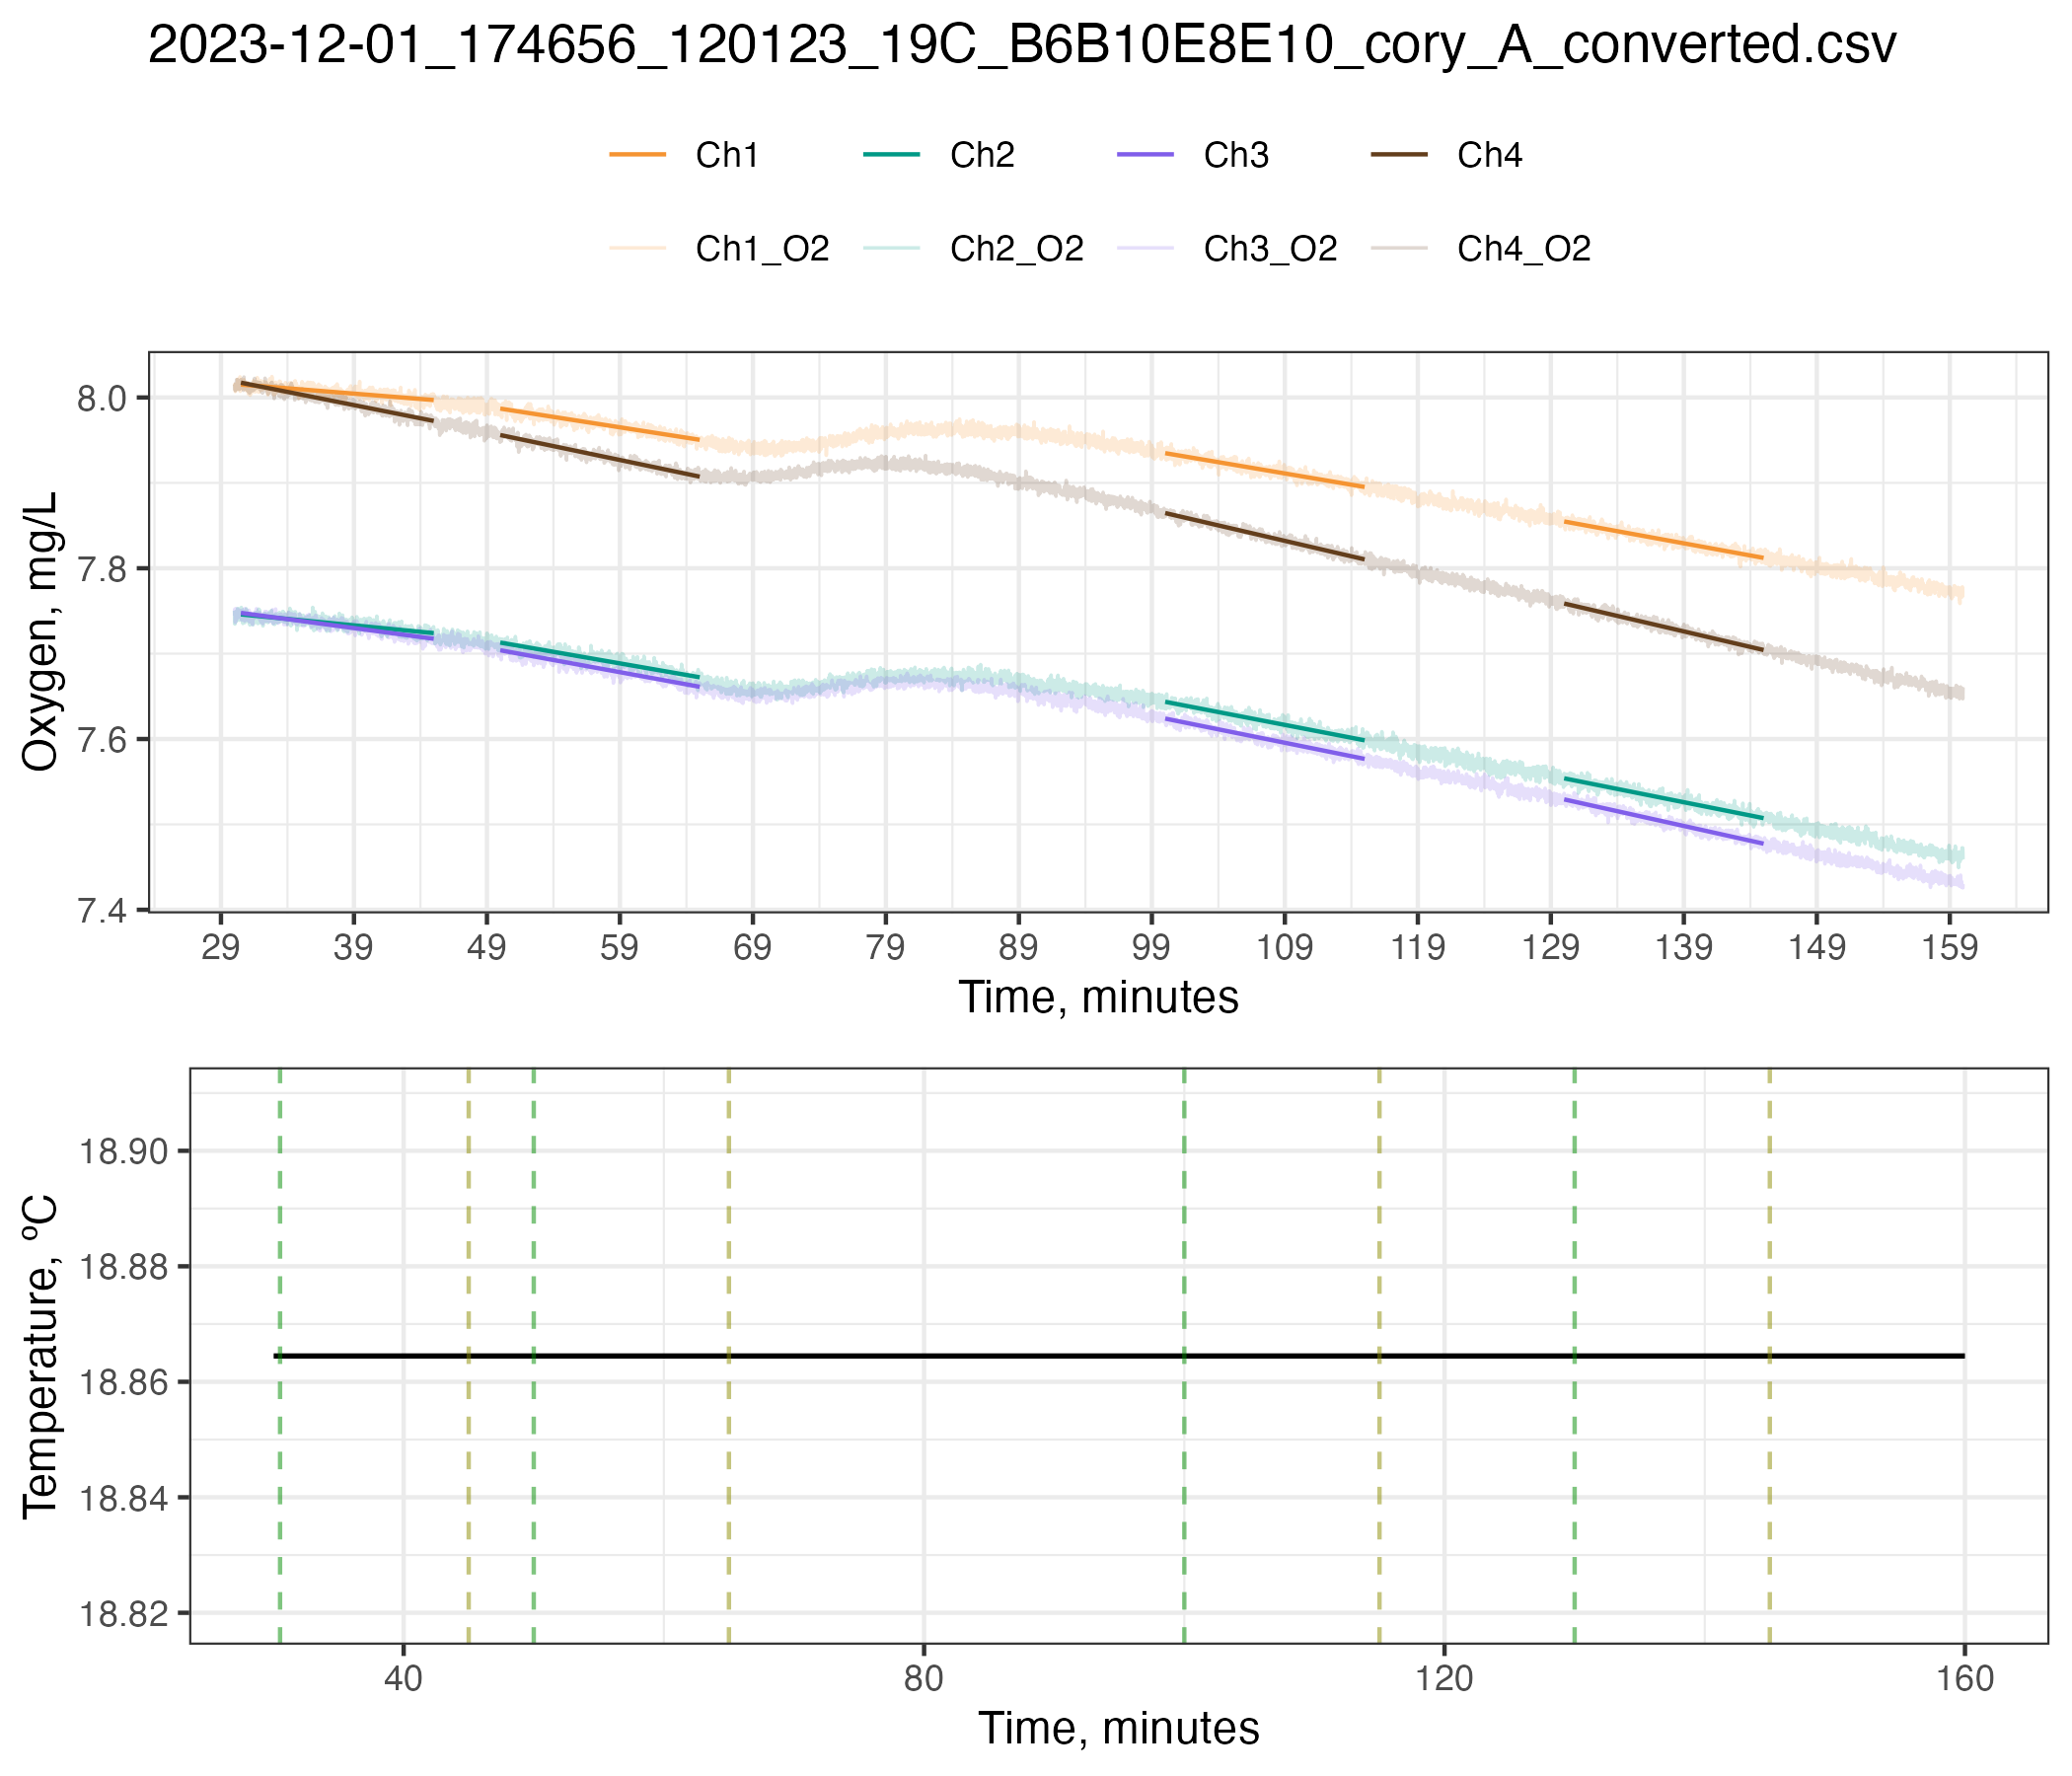 2023-12-01_174656_120123_19C_B6B10E8E10_cory_A_converted.csv
Ch1 Ch2 Ch3 Ch4
Ch1_O2 Ch2_O2 Ch3_O2 Ch4_O2
Oxygen, mg/L
8.0
7.8
7.6
7.4
29 39 49 59 69 79 89 99 109 119 129 139 149 159
Time, minutes
Temperature, ºC
18.90
18.88
18.86
18.84
18.82
40 80 120 160
Time, minutes